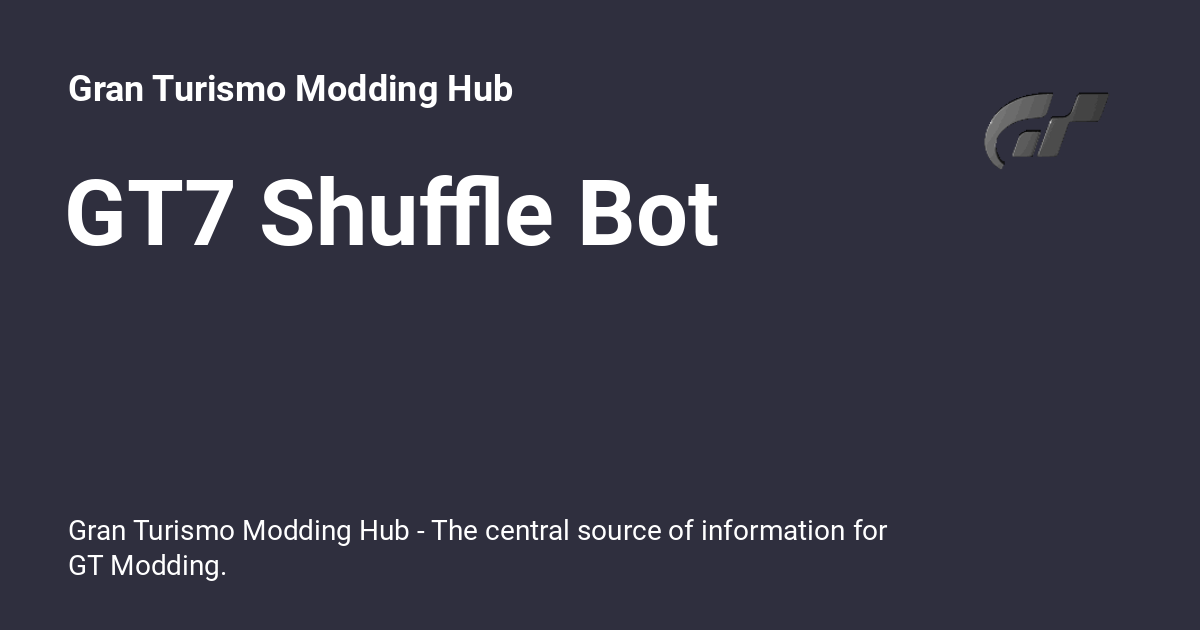 Gran Turismo Modding Hub
GT7 Shuffle Bot
Gran Turismo Modding Hub - The central source of information for
GT Modding.